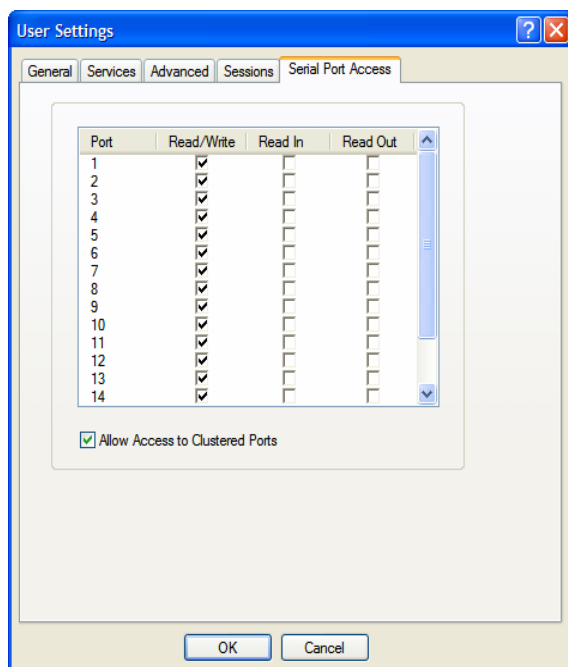 User Settings
General Services Advanced Sessions Serial Port Access
Port Read/Write Read In Read Out
1
2
3
4
5
6
7
8
9
10
11
12
13
14
Allow Access to Clustered Ports
OK Cancel